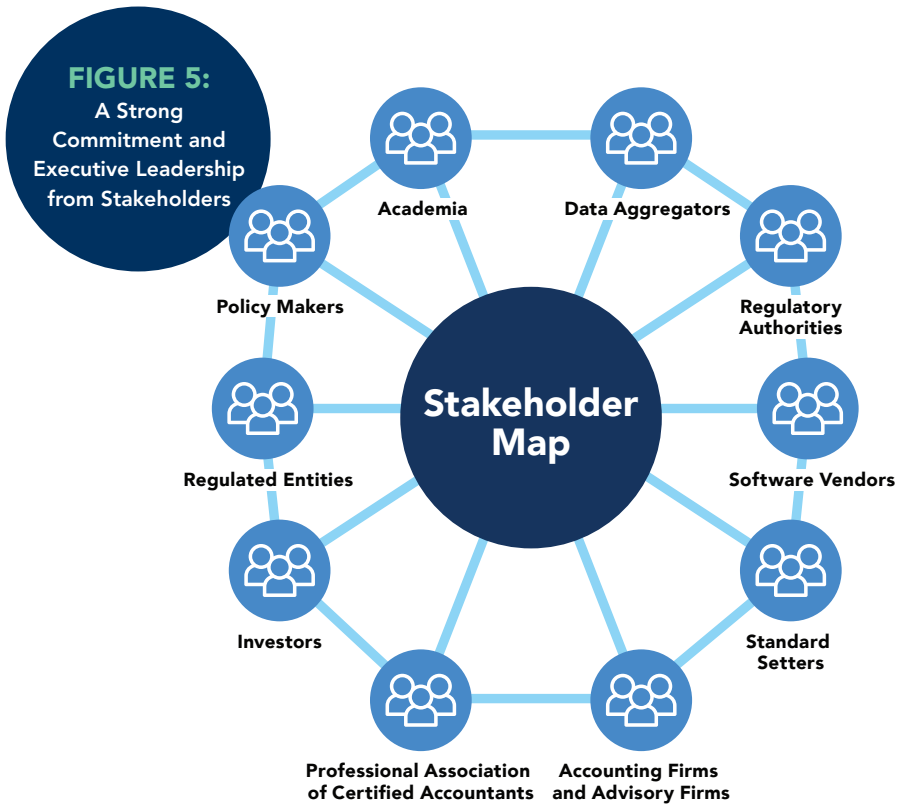 FIGURE 5:
A Strong
Commitment and
Executive Leadership
from Stakeholders
Academia
Data Aggregators
Policy Makers
Regulatory
Authorities
Stakeholder
Map
Regulated Entities
Software Vendors
Investors
Standard
Setters
Professional Association
of Certified Accountants
Accounting Firms
and Advisory Firms